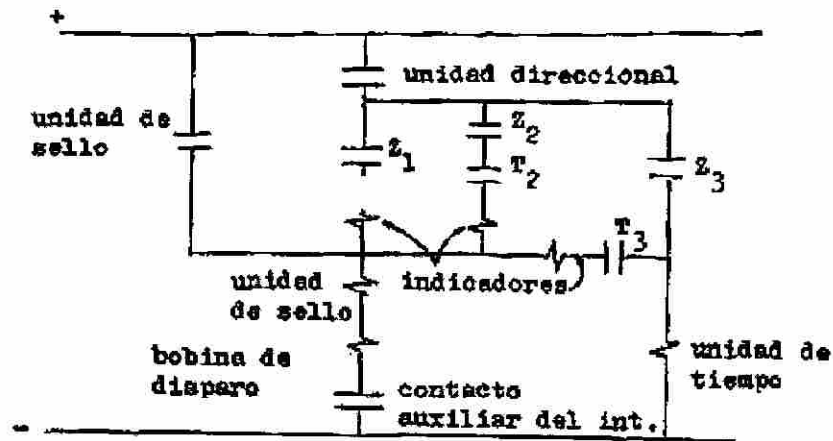 +
unidad direccional
unidad de
sello
Z1
Z2
T2
Z3
T3
unidad
de sello
indicadores
bobina de
disparo
unidad de
tiempo
contacto
auxiliar del int.
-